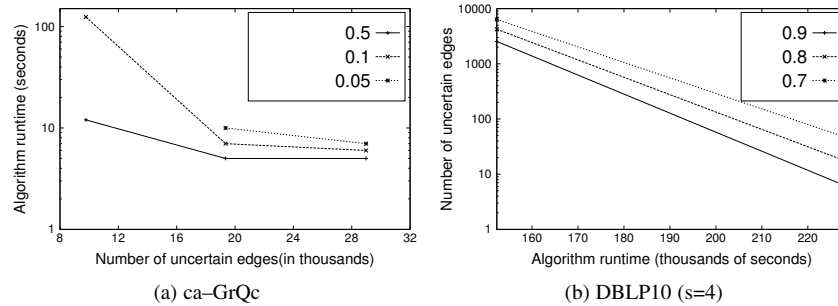 Algorithm runtime (seconds)
100
10
1
0.5
0.1
0.05
8 12 16 20 24 28 32
Number of uncertain edges(in thousands)
(a) ca–GrQc
Number of uncertain edges
10000
1000
100
10
1
0.9
0.8
0.7
160 170 180 190 200 210 220
Algorithm runtime (thousands of seconds)
(b) DBLP10 (s=4)